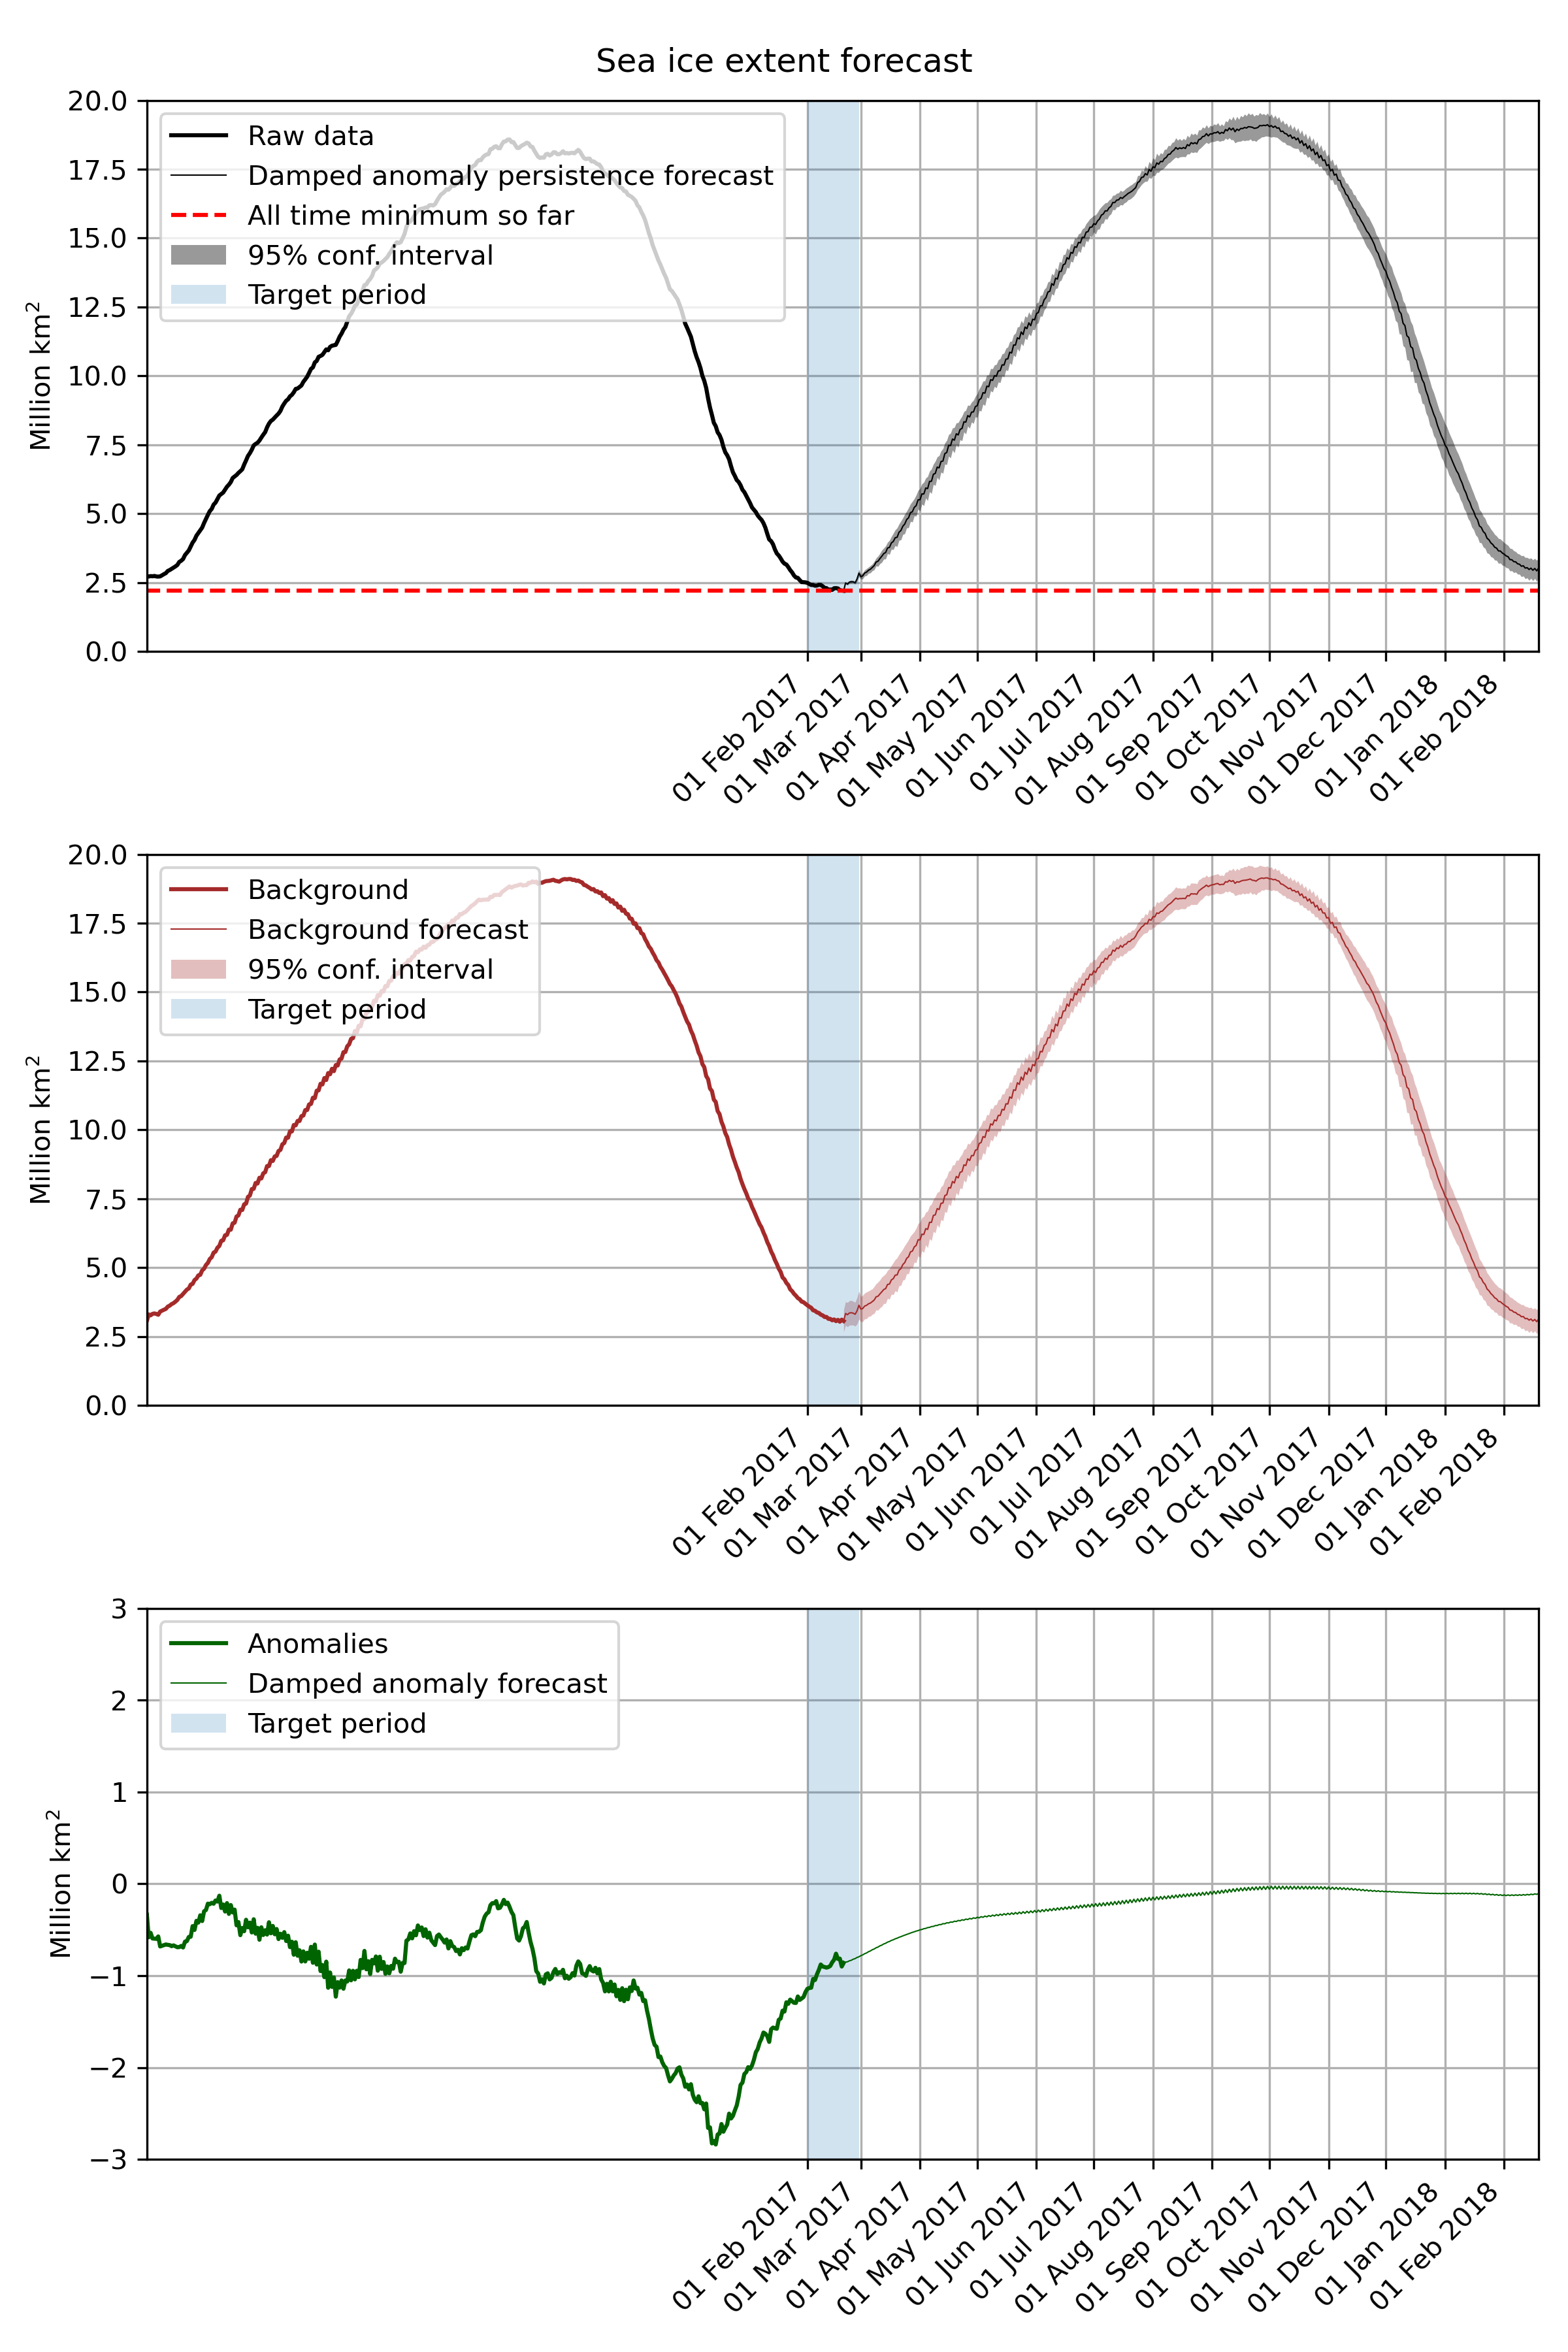 Sea ice extent forecast
20.0
17.5
15.0
12.5
10.0
7.5
5.0
2.5
0.0
Million km²
Raw data
Damped anomaly persistence forecast
All time minimum so far
95% conf. interval
Target period
01 Feb 2017
01 Mar 2017
01 Apr 2017
01 May 2017
01 Jun 2017
01 Jul 2017
01 Aug 2017
01 Sep 2017
01 Oct 2017
01 Nov 2017
01 Dec 2017
01 Jan 2018
01 Feb 2018
20.0
17.5
15.0
12.5
10.0
7.5
5.0
2.5
0.0
Million km²
Background
Background forecast
95% conf. interval
Target period
01 Feb 2017
01 Mar 2017
01 Apr 2017
01 May 2017
01 Jun 2017
01 Jul 2017
01 Aug 2017
01 Sep 2017
01 Oct 2017
01 Nov 2017
01 Dec 2017
01 Jan 2018
01 Feb 2018
3
2
1
0
−1
−2
−3
Million km²
Anomalies
Damped anomaly forecast
Target period
01 Feb 2017
01 Mar 2017
01 Apr 2017
01 May 2017
01 Jun 2017
01 Jul 2017
01 Aug 2017
01 Sep 2017
01 Oct 2017
01 Nov 2017
01 Dec 2017
01 Jan 2018
01 Feb 2018